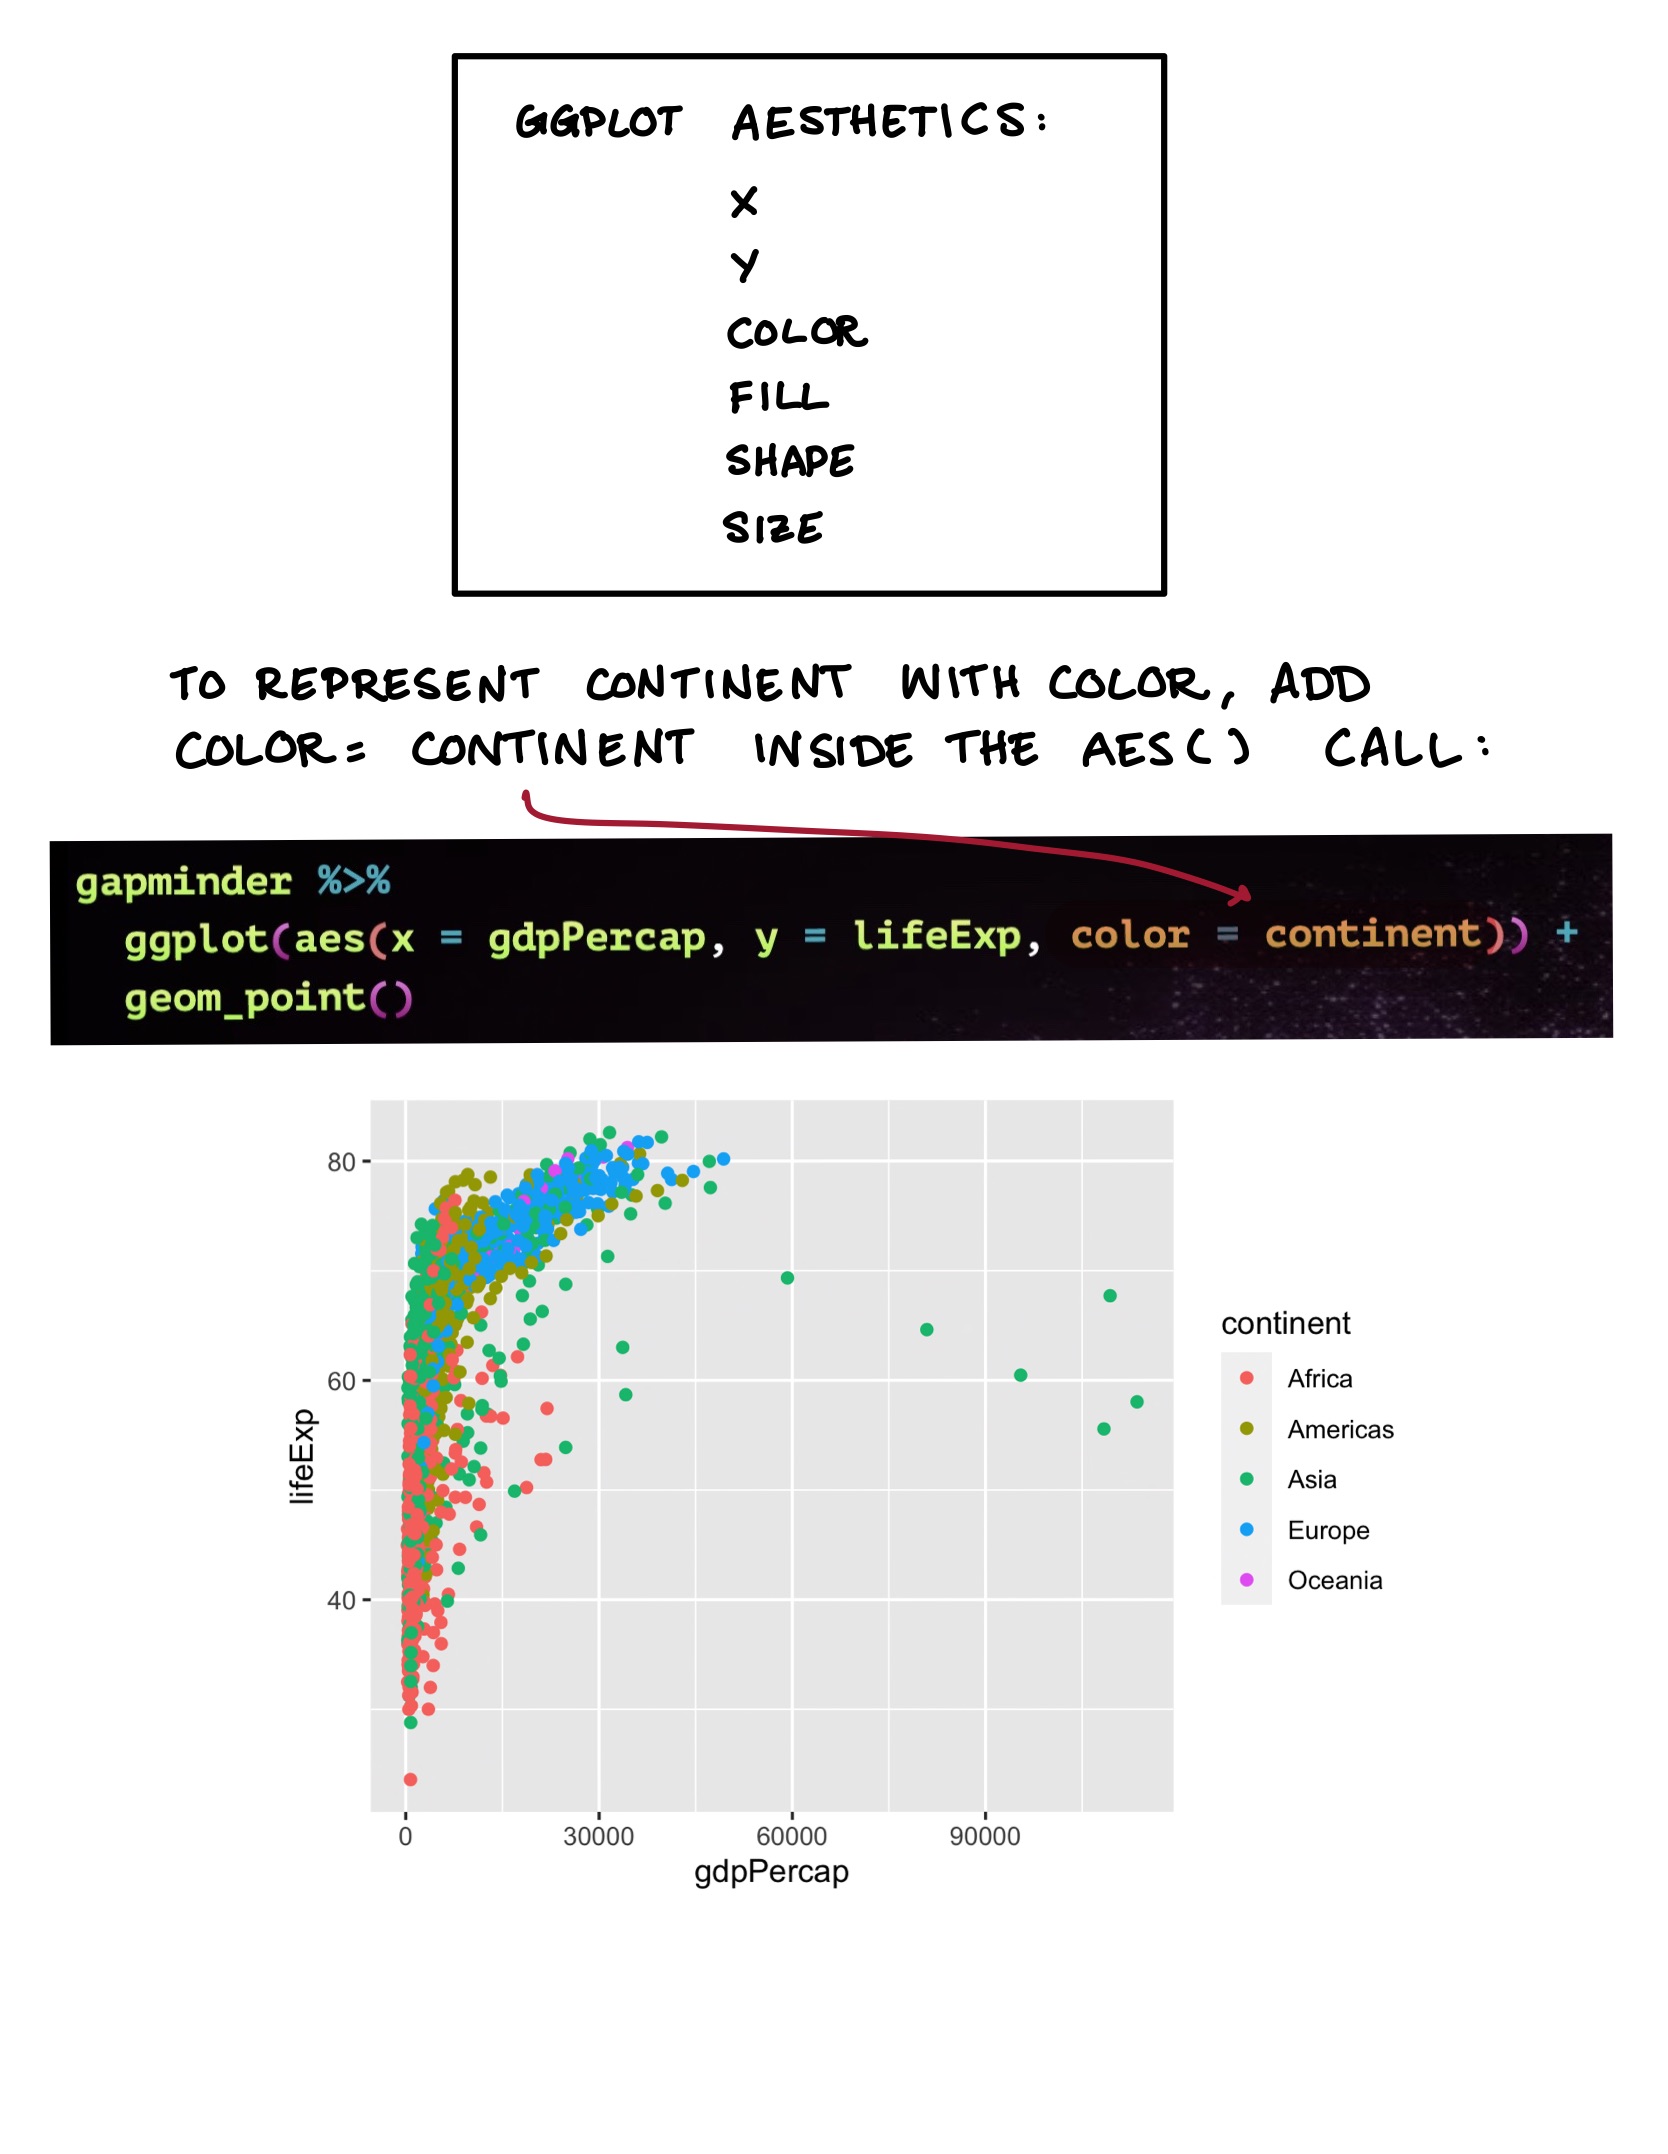 GGPLOT AESTHETICS:
X
Y
COLOR
FILL
SHAPE
SIZE
TO REPRESENT CONTINENT WITH COLOR, ADD
COLOR= CONTINENT INSIDE THE AES() CALL:
gapminder %>%
ggplot(aes(x = gdpPercap, y = lifeExp, color = continent)) +
geom_point()
80
60
40
lifeExp
0 30000 60000 90000
gdpPercap
continent
Africa
Americas
Asia
Europe
Oceania